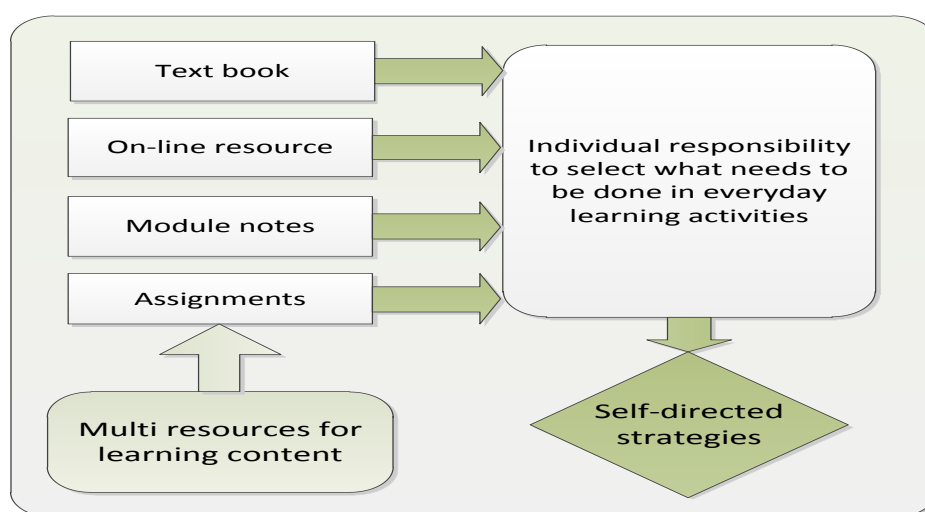 Text book
On-line resource
Module notes
Assignments
Multi resources for
learning content
Individual responsibility
to select what needs to
be done in everyday
learning activities
Self-directed
strategies